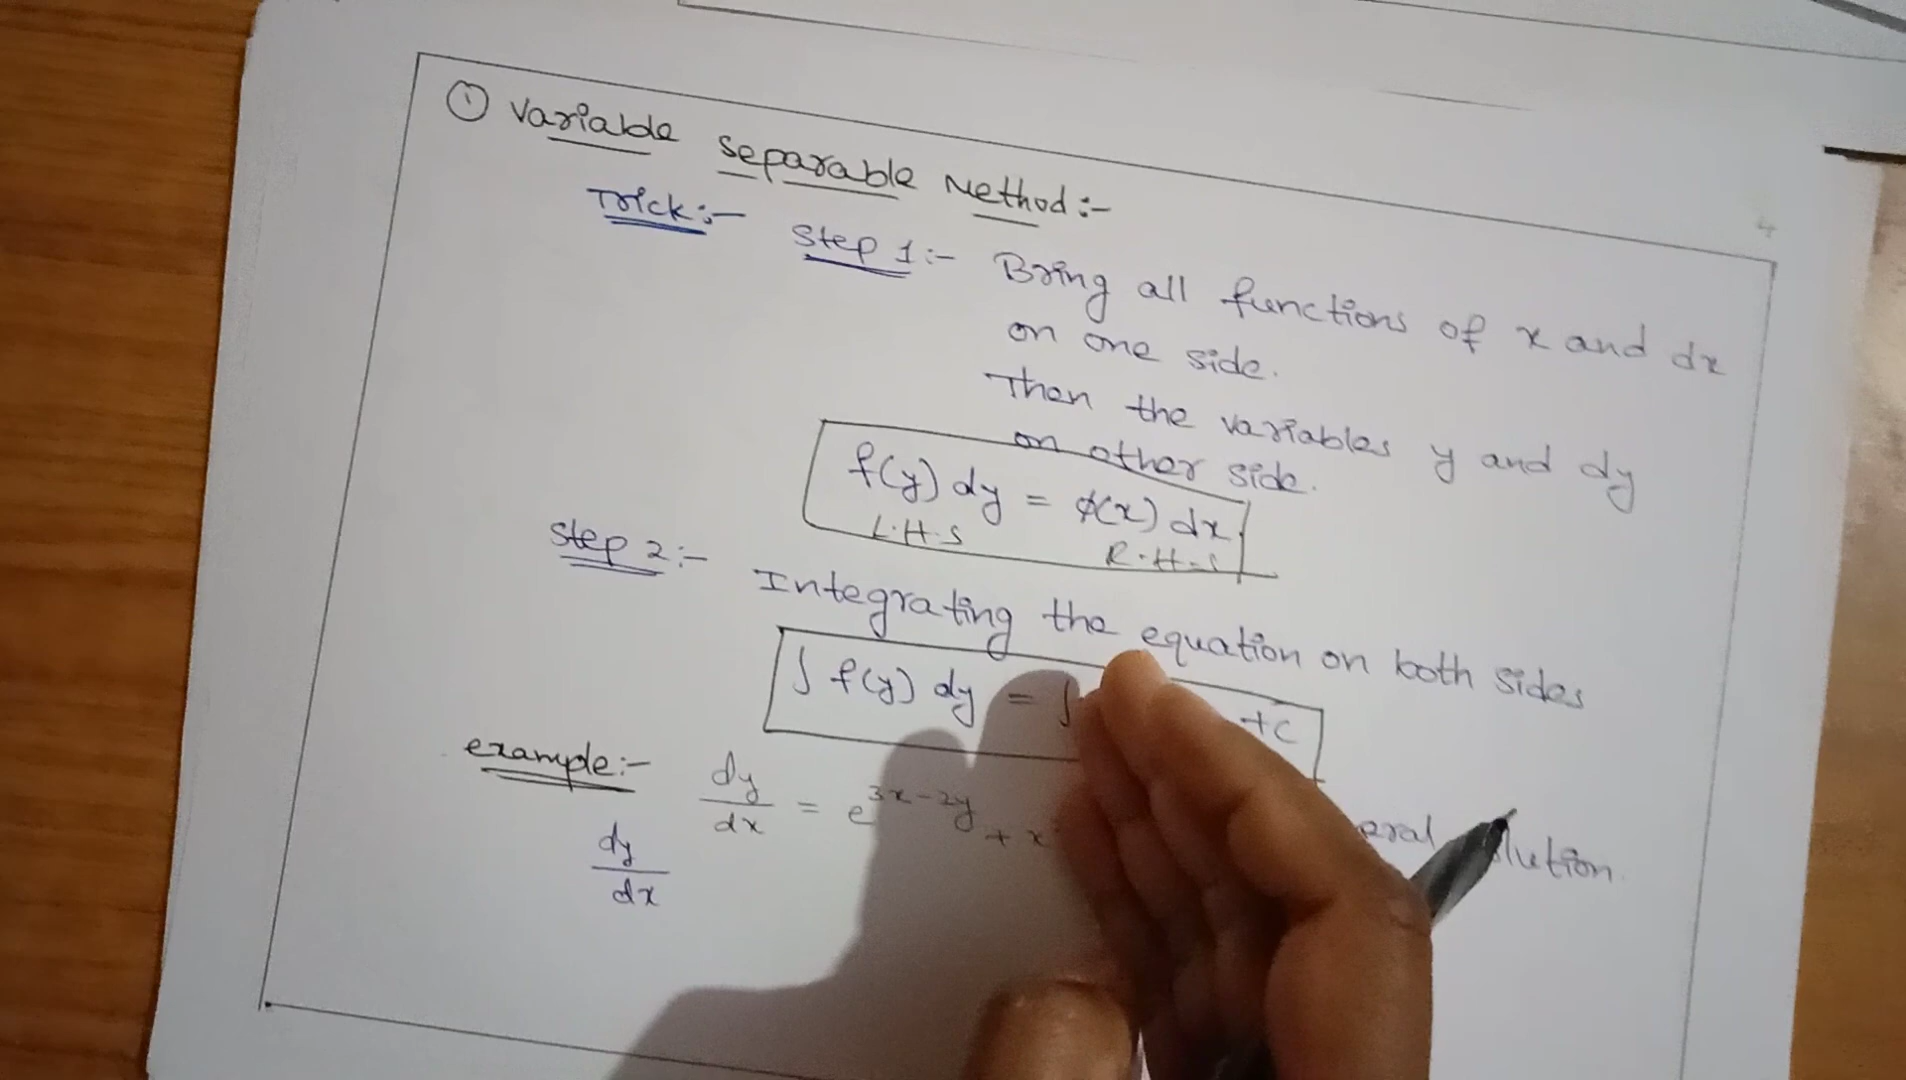 ① Variable separable Method:-
Trick:- Step 1:- Bring all functions of x and dx
on one side.
Then the variables y and dy
on other side.
f(y) dy = φ(x) dx
L.H.S R.H.S
Step 2:- Integrating the equation on both sides
∫ f(y) dy = ∫ +c
example:- dy/dx = e^{3x-2y} + x
dy/dx